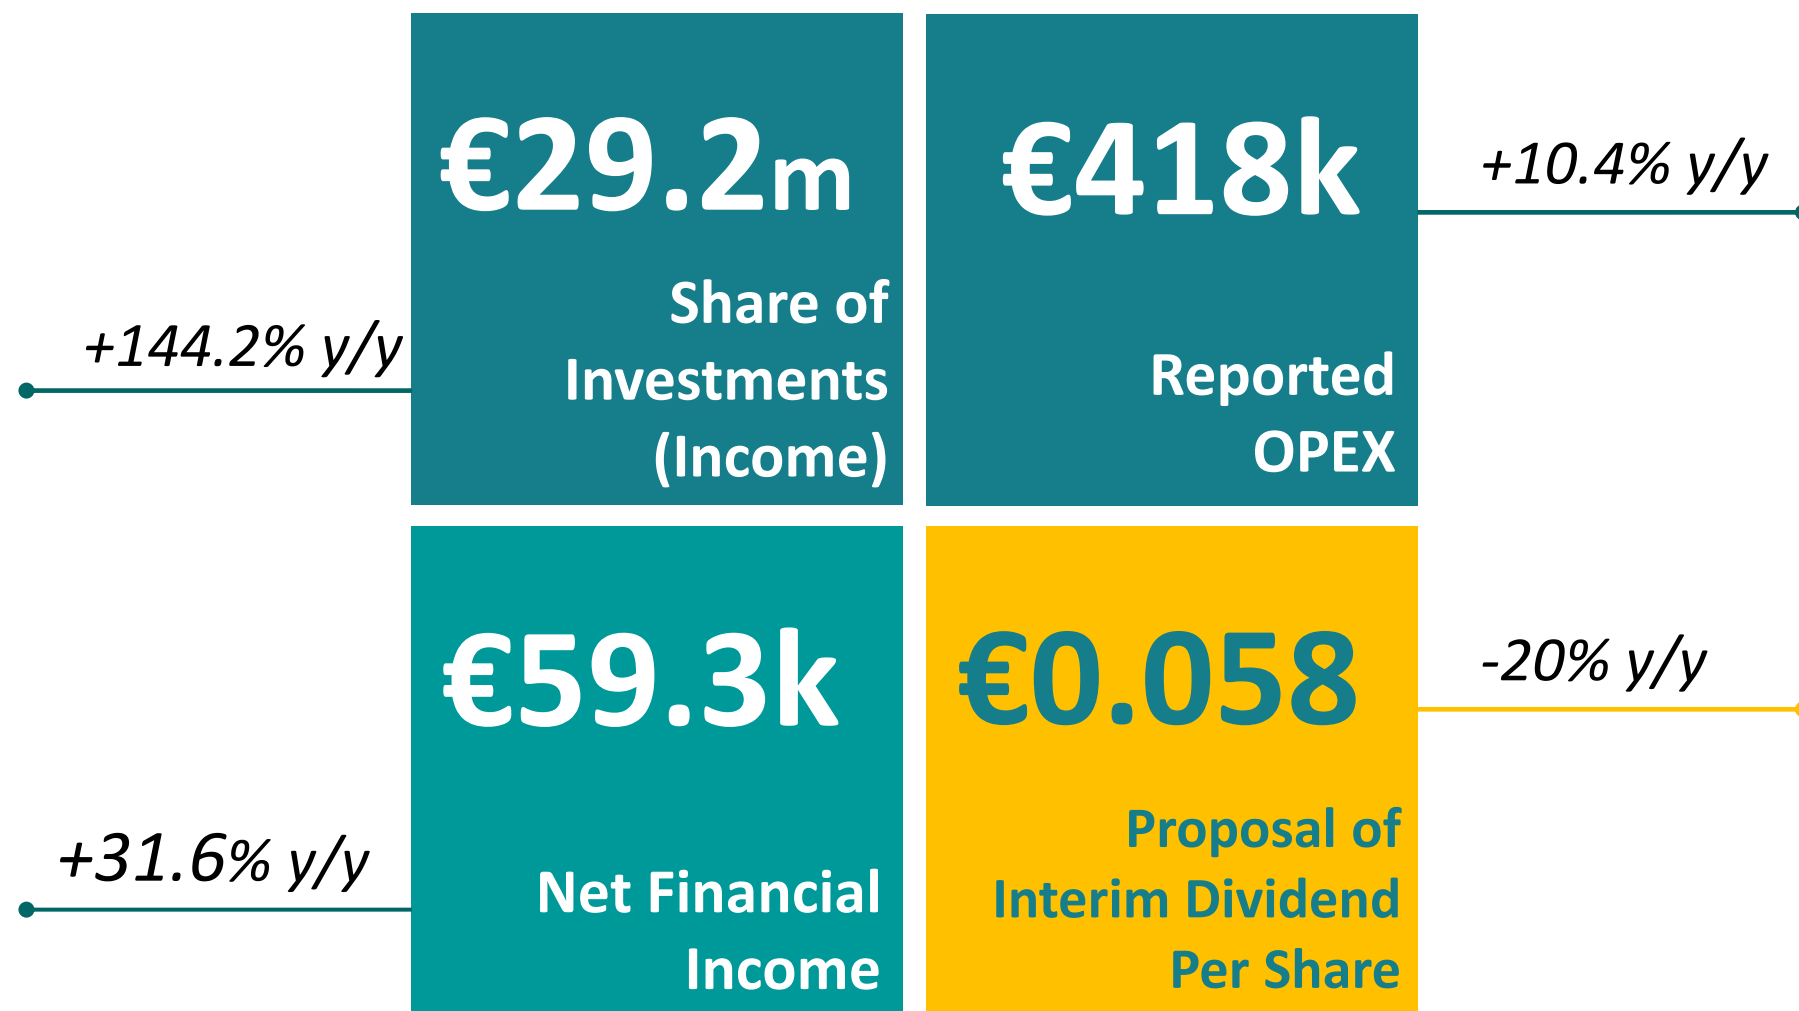 €29.2m
Share of
Investments
(Income)
+144.2% y/y
€418k
Reported
OPEX
+10.4% y/y
€59.3k
Net Financial
Income
+31.6% y/y
€0.058
Proposal of
Interim Dividend
Per Share
-20% y/y